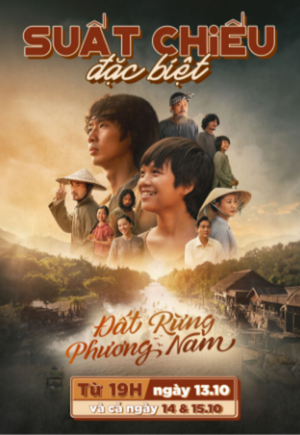 SUẤT CHIẾU
đặc biệt
Đất Rừng
Phương Nam
Từ 19H ngày 13.10
và cả ngày 14 & 15.10